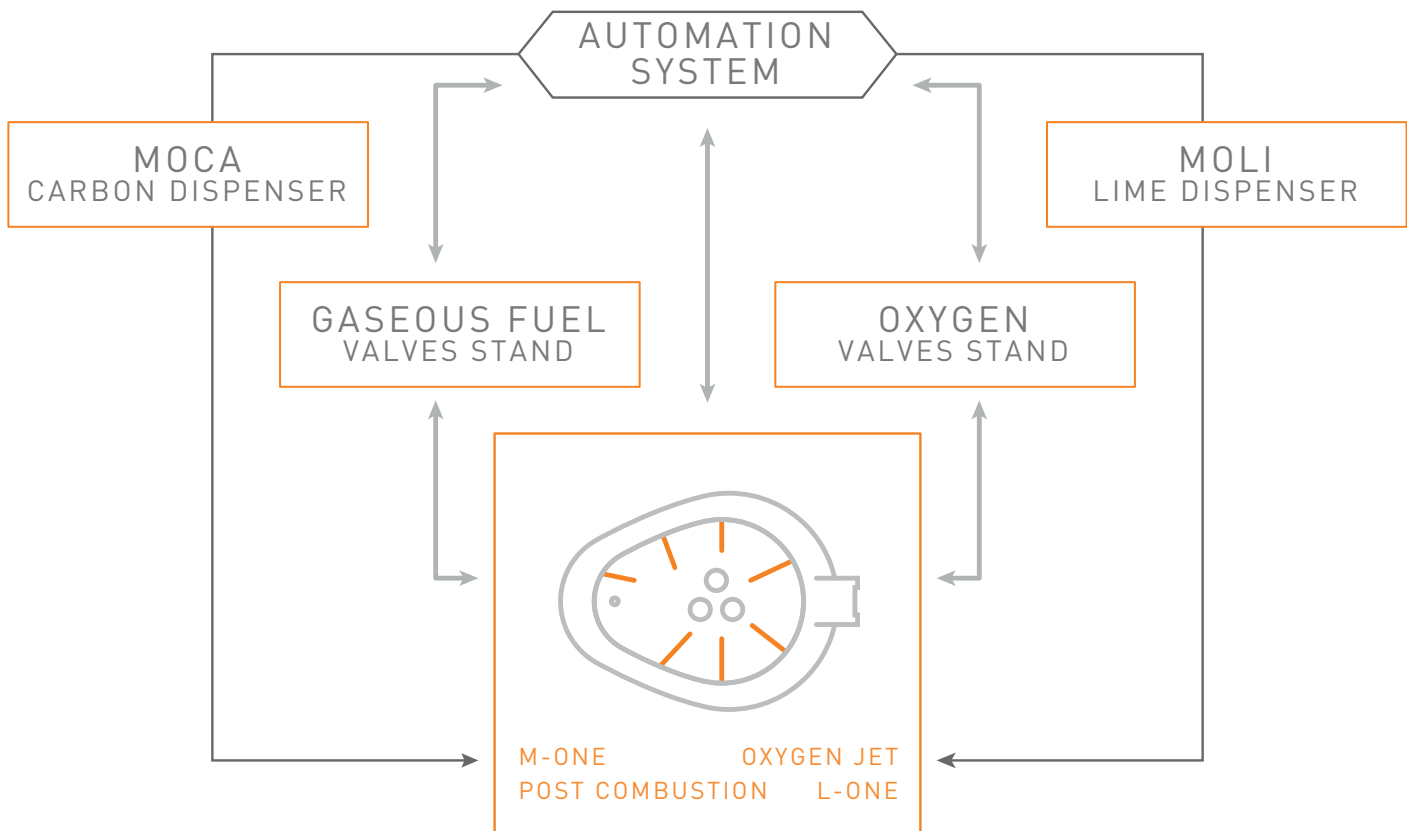 AUTOMATION
SYSTEM
MOCA
CARBON DISPENSER
MOLI
LIME DISPENSER
GASEOUS FUEL
VALVES STAND
OXYGEN
VALVES STAND
M-ONE
OXYGEN JET
POST COMBUSTION
L-ONE